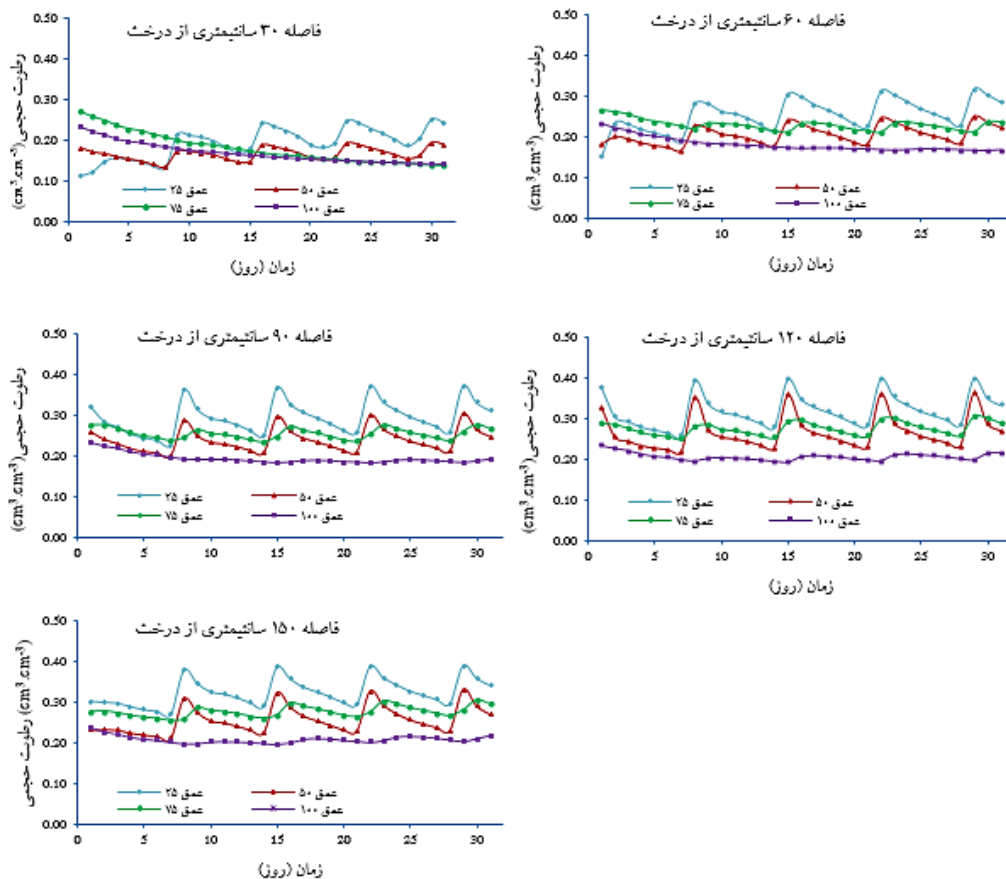 فاصله ۳۰ سانتیمتری از درخت
رطوبت حجمی (cm³.cm⁻³)
0.50
0.40
0.30
0.20
0.10
0.00
عمق ۲۵
عمق ۵۰
عمق ۷۵
عمق ۱۰۰
0 5 10 15 20 25 30
زمان (روز)
فاصله ۶۰ سانتیمتری از درخت
رطوبت حجمی (cm³.cm⁻³)
0.50
0.40
0.30
0.20
0.10
0.00
عمق ۲۵
عمق ۵۰
عمق ۷۵
عمق ۱۰۰
0 5 10 15 20 25 30
زمان (روز)
فاصله ۹۰ سانتیمتری از درخت
رطوبت حجمی (cm³.cm⁻³)
0.50
0.40
0.30
0.20
0.10
0.00
عمق ۲۵
عمق ۵۰
عمق ۷۵
عمق ۱۰۰
0 5 10 15 20 25 30
زمان (روز)
فاصله ۱۲۰ سانتیمتری از درخت
رطوبت حجمی (cm³.cm⁻³)
0.50
0.40
0.30
0.20
0.10
0.00
عمق ۲۵
عمق ۵۰
عمق ۷۵
عمق ۱۰۰
0 5 10 15 20 25 30
زمان (روز)
فاصله ۱۵۰ سانتیمتری از درخت
رطوبت حجمی (cm³.cm⁻³)
0.50
0.40
0.30
0.20
0.10
0.00
عمق ۲۵
عمق ۵۰
عمق ۷۵
عمق ۱۰۰
0 5 10 15 20 25 30
زمان (روز)